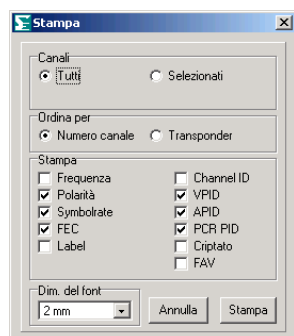 Stampa
Canali
Tutti
Selezionati
Ordina per
Numero canale
Transponder
Stampa
Frequenza
Channel ID
Polarità
VPID
Symbolrate
APID
FEC
PCR PID
Label
Criptato
FAV
Dim. del font
2 mm
Annulla
Stampa